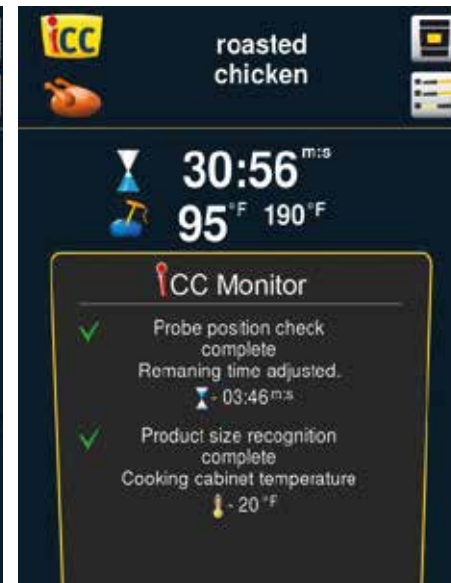 iCC
roasted
chicken
30:56 m:s
95°F 190°F
iCC Monitor
Probe position check
complete
Remaning time adjusted.
- 03:46 m:s
Product size recognition
complete
Cooking cabinet temperature
- 20 °F